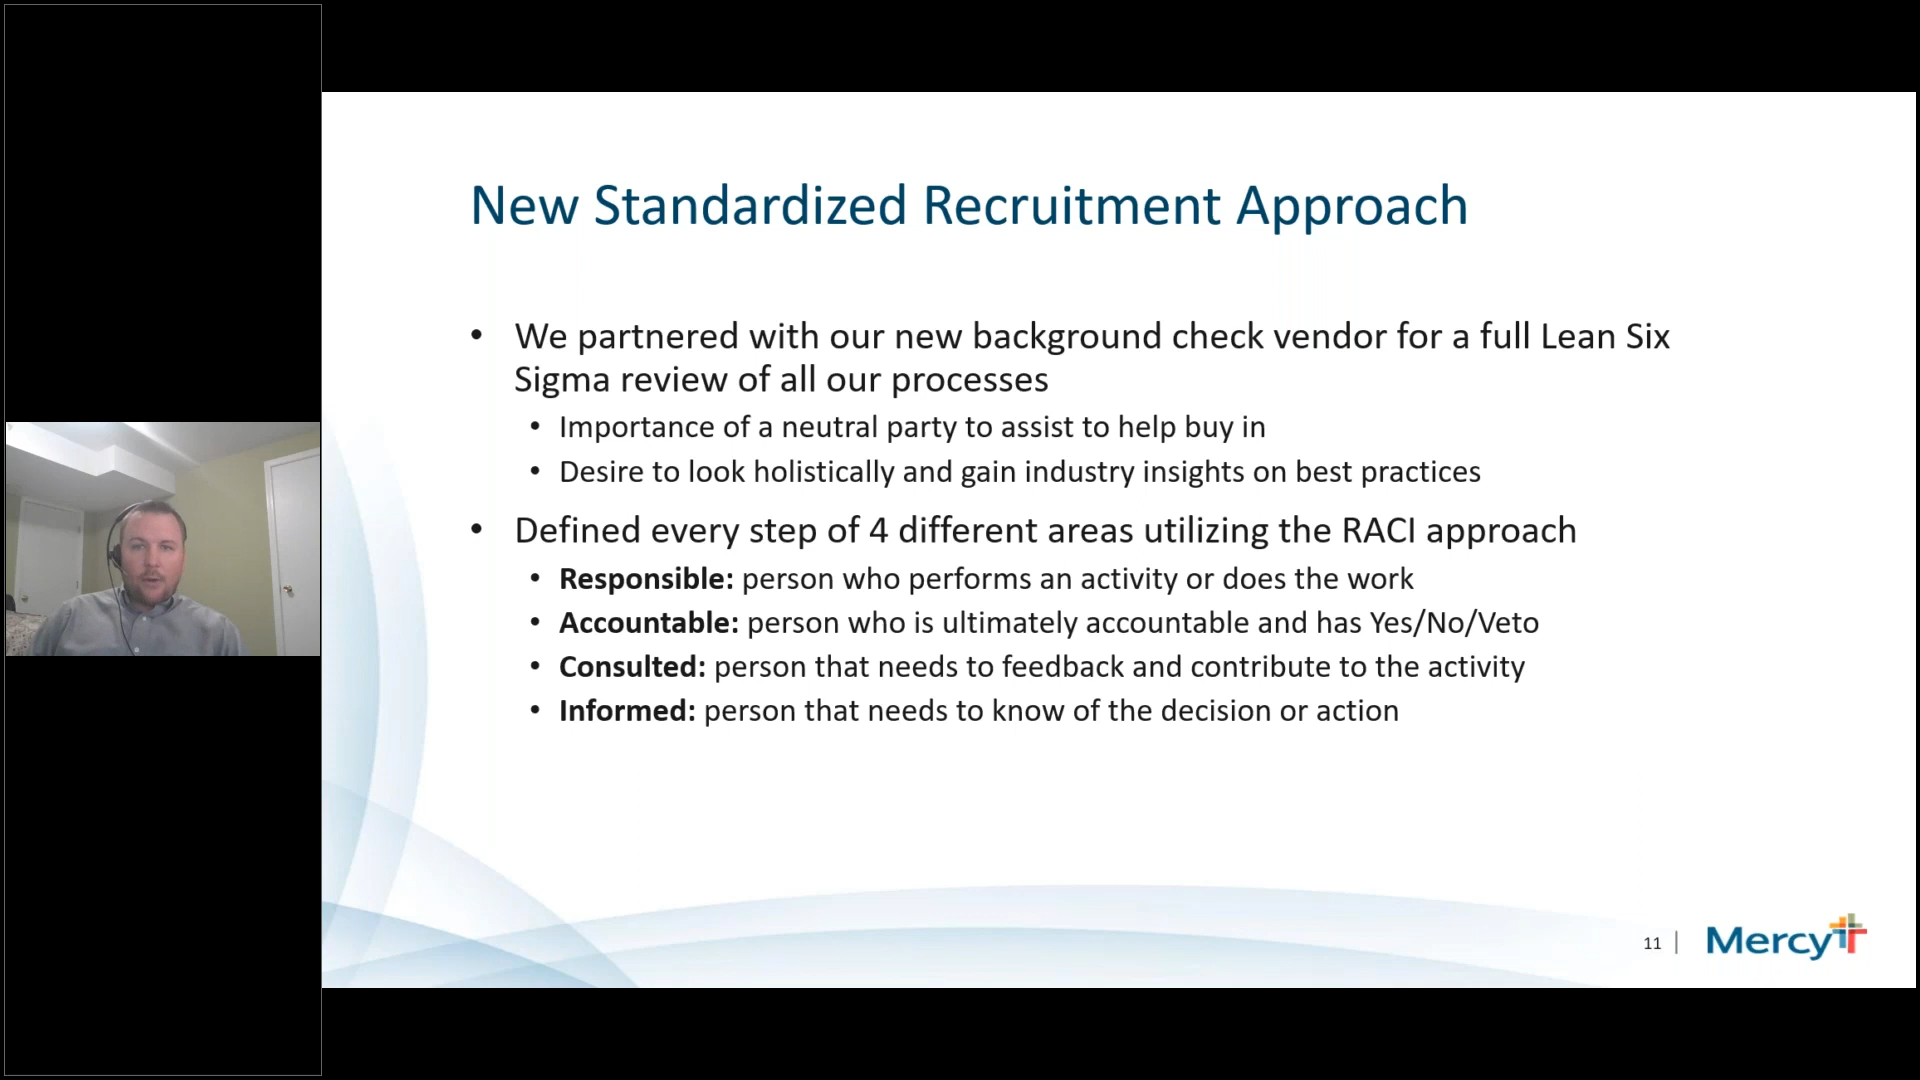 New Standardized Recruitment Approach
• We partnered with our new background check vendor for a full Lean Six
Sigma review of all our processes
• Importance of a neutral party to assist to help buy in
• Desire to look holistically and gain industry insights on best practices
• Defined every step of 4 different areas utilizing the RACI approach
• Responsible: person who performs an activity or does the work
• Accountable: person who is ultimately accountable and has Yes/No/Veto
• Consulted: person that needs to feedback and contribute to the activity
• Informed: person that needs to know of the decision or action
11 |
Mercy